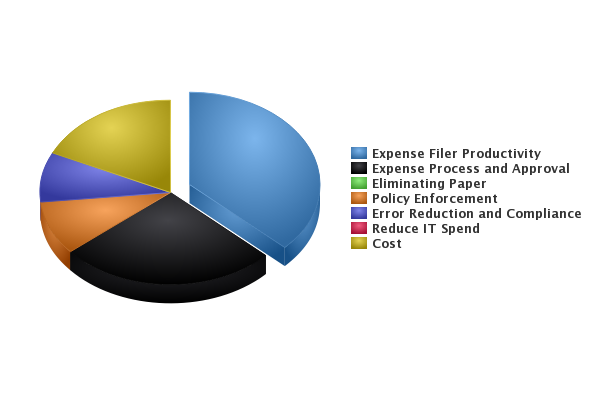 Expense Filer Productivity
Expense Process and Approval
Eliminating Paper
Policy Enforcement
Error Reduction and Compliance
Reduce IT Spend
Cost